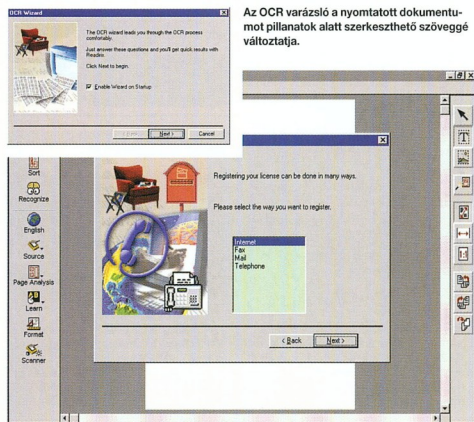 Az OCR varázsló a nyomtatott dokumentu-
mot pillanatok alatt szerkeszthető szöveggé
változtatja.
OCR Wizard
The OCR wizard leads you through the OCR process
comfortably.
Just answer these questions and you'll get quick results with
Readiris.
Click Next to begin.
Enable Wizard on Startup
< Back
Next >
Cancel
Sort
Recognize
English
Source
Page Analysis
Learn
Format
Scanner
Registering your license can be done in many ways.
Please select the way you want to register.
Internet
Fax
Mail
Telephone
< Back
Next >
1:1